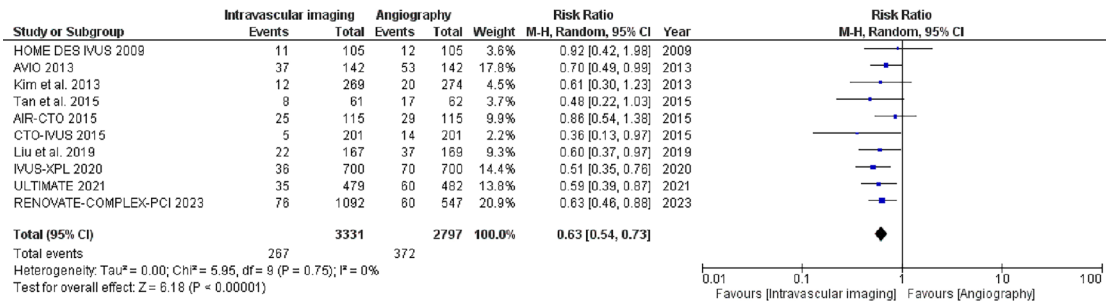 Intravascular imaging Angiography Risk Ratio Risk Ratio
Study or Subgroup Events Total Events Total Weight M-H, Random, 95% CI Year M-H, Random, 95% CI
HOME DES IVUS 2009 11 105 12 105 3.6% 0.92 [0.42, 1.98] 2009
AVIO 2013 37 142 53 142 17.8% 0.70 [0.49, 0.99] 2013
Kim et al. 2013 12 269 20 274 4.5% 0.61 [0.30, 1.23] 2013
Tan et al. 2015 8 61 17 62 3.7% 0.48 [0.22, 1.03] 2015
AIR-CTO 2015 25 115 29 115 9.9% 0.86 [0.54, 1.38] 2015
CTO-IVUS 2015 5 201 14 201 2.2% 0.36 [0.13, 0.97] 2015
Liu et al. 2019 22 167 37 169 9.3% 0.60 [0.37, 0.97] 2019
IVUS-XPL 2020 36 700 70 700 14.4% 0.51 [0.35, 0.76] 2020
ULTIMATE 2021 35 479 60 482 13.8% 0.59 [0.39, 0.87] 2021
RENOVATE-COMPLEX-PCI 2023 76 1092 60 547 20.9% 0.63 [0.46, 0.88] 2023
Total (95% CI) 3331 2797 100.0% 0.63 [0.54, 0.73]
Total events 267 372
Heterogeneity: Tau² = 0.00; Chi² = 5.95, df = 9 (P = 0.75); I² = 0%
Test for overall effect: Z = 6.18 (P < 0.00001)
0.01 0.1 1 10 100
Favours [Intravascular imaging] Favours [Angiography]